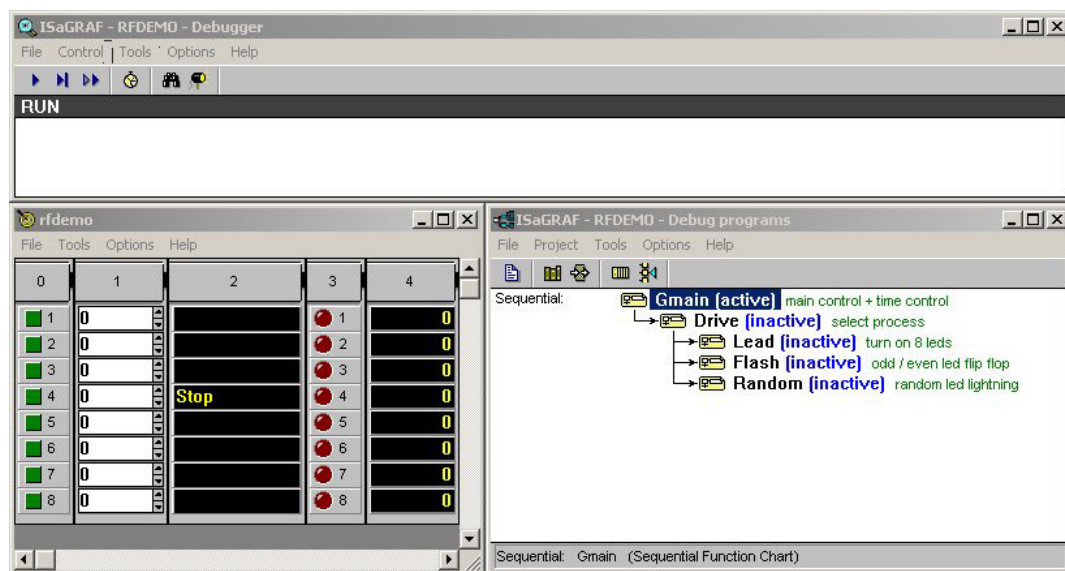 ISaGRAF - RFDEMO - Debugger
File Control Tools Options Help
RUN
rfdemo
File Tools Options Help
0 1 2 3 4
1 0 1 0
2 0 2 0
3 0 3 0
4 0 Stop 4 0
5 0 5 0
6 0 6 0
7 0 7 0
8 0 8 0
ISaGRAF - RFDEMO - Debug programs
File Project Tools Options Help
Sequential: Gmain (active) main control + time control
Drive (inactive) select process
Lead (inactive) turn on 8 leds
Flash (inactive) odd / even led flip flop
Random (inactive) random led lightning
Sequential: Gmain (Sequential Function Chart)